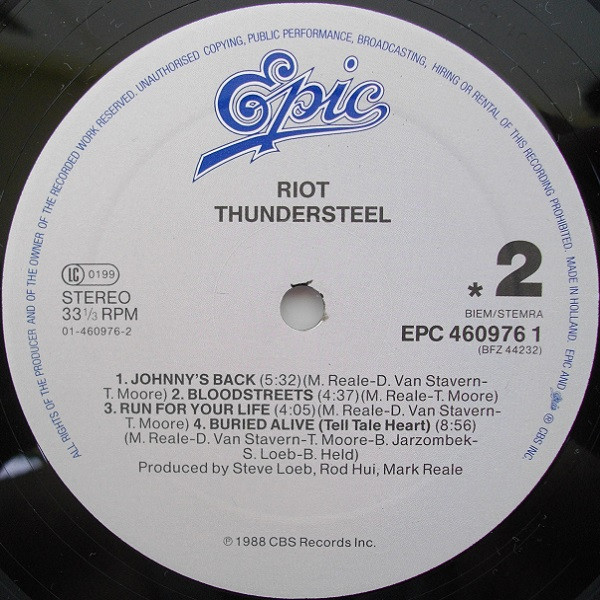 ALL RIGHTS OF THE PRODUCER AND OF THE OWNER OF THE RECORDED WORK RESERVED. UNAUTHORISED COPYING, PUBLIC PERFORMANCE, BROADCASTING, HIRING OR RENTAL OF THIS RECORDING PROHIBITED. MADE IN HOLLAND. EPIC AND Epic ® CBS INC.
Epic
RIOT
THUNDERSTEEL
LC 0199
STEREO
33 1/3 RPM
01-460976-2
* 2
BIEM/STEMRA
EPC 460976 1
(BFZ 44232)
1. JOHNNY'S BACK (5:32)(M. Reale-D. Van Stavern-
T. Moore) 2. BLOODSTREETS (4:37)(M. Reale-T. Moore)
3. RUN FOR YOUR LIFE (4:05)(M. Reale-D. Van Stavern-
T. Moore) 4. BURIED ALIVE (Tell Tale Heart) (8:56)
(M. Reale-D. Van Stavern-T. Moore-B. Jarzombek-
S. Loeb-B. Held)
Produced by Steve Loeb, Rod Hui, Mark Reale
℗ 1988 CBS Records Inc.